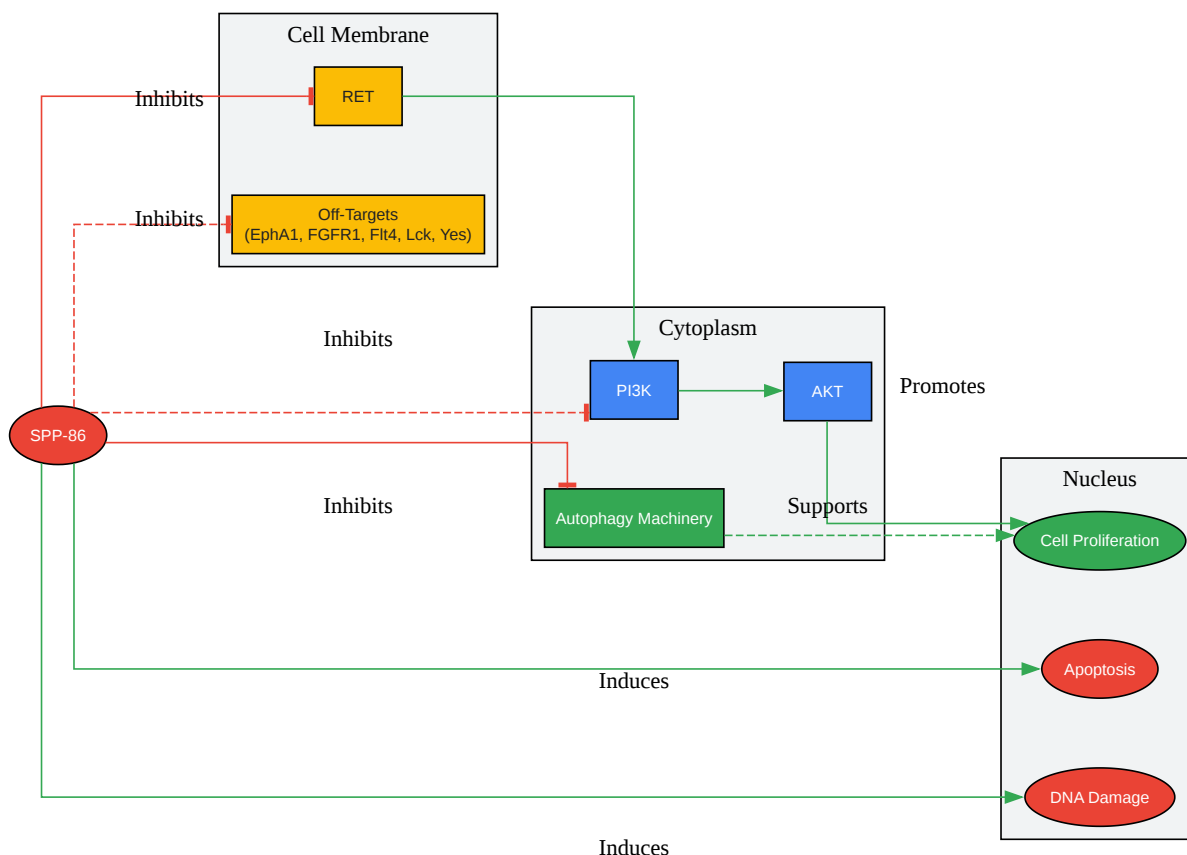 Cell Membrane
RET
Inhibits
Inhibits
Off-Targets
(EphA1, FGFR1, Flt4, Lck, Yes)
Inhibits
Cytoplasm
PI3K
AKT
Promotes
SPP-86
Nucleus
Inhibits
Autophagy Machinery
Supports
Cell Proliferation
Apoptosis
Induces
DNA Damage
Induces